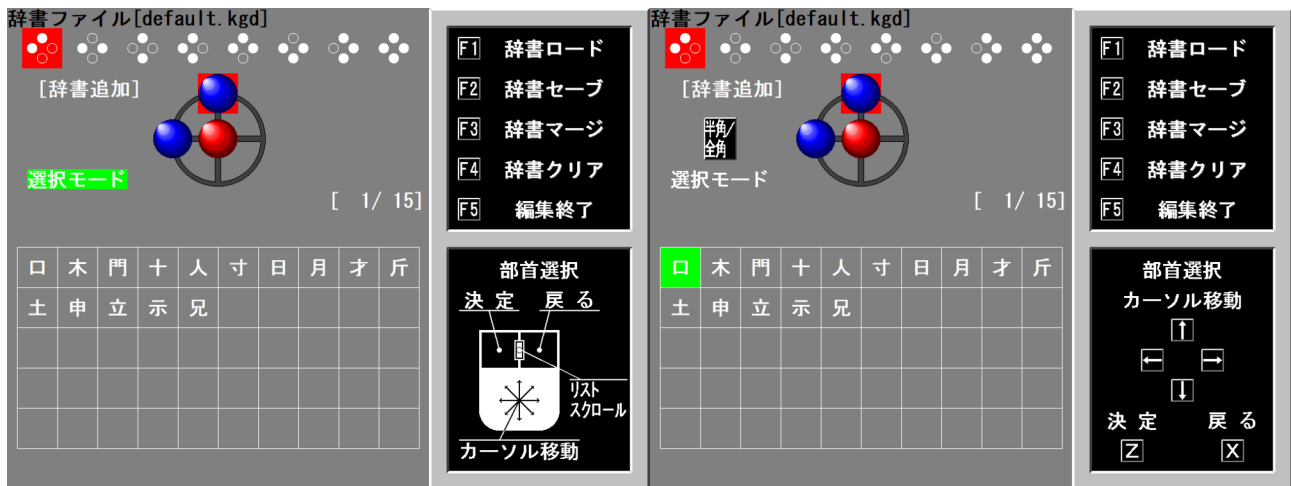 辞書ファイル[default.kgd]
[辞書追加]
選択モード
[ 1/ 15]
口 木 門 十 人 寸 日 月 才 斤
土 申 立 示 兄
F1 辞書ロード
F2 辞書セーブ
F3 辞書マージ
F4 辞書クリア
F5 編集終了
部首選択
決 定 戻 る
リスト
スクロール
カーソル移動
辞書ファイル[default.kgd]
[辞書追加]
半角/
全角
選択モード
[ 1/ 15]
口 木 門 十 人 寸 日 月 才 斤
土 申 立 示 兄
F1 辞書ロード
F2 辞書セーブ
F3 辞書マージ
F4 辞書クリア
F5 編集終了
部首選択
カーソル移動
↑
← →
↓
決 定 戻 る
Z X